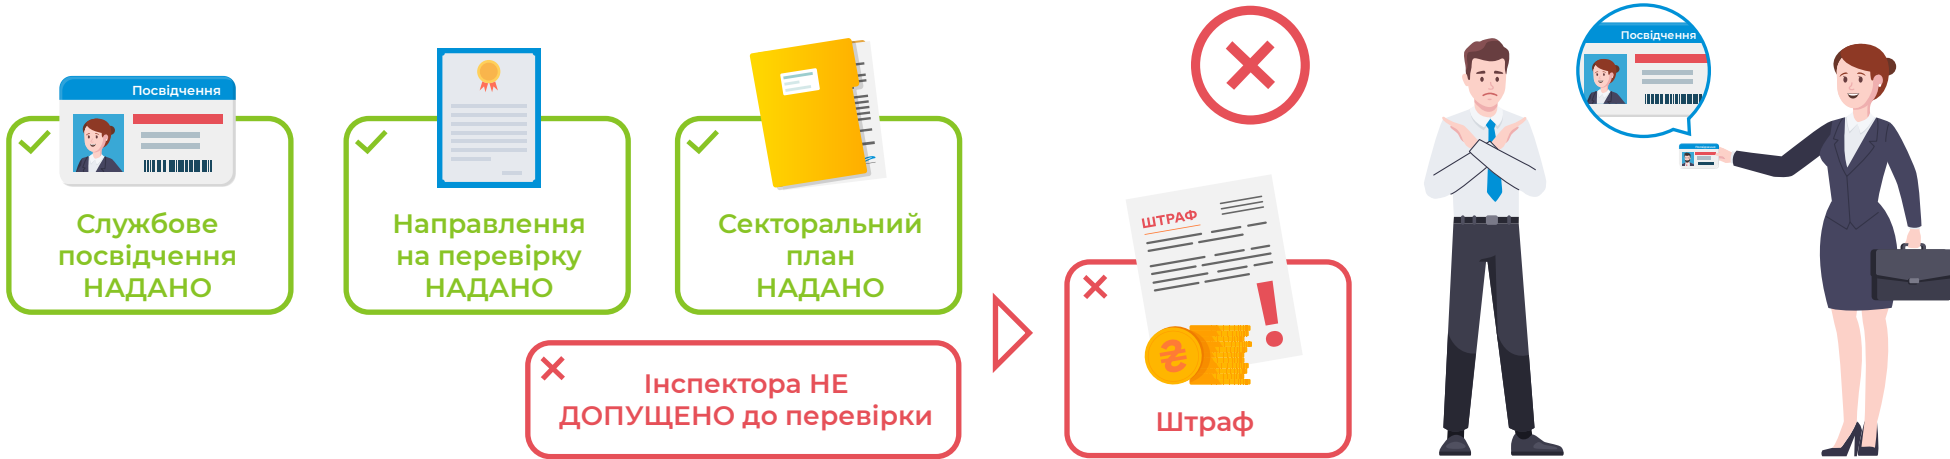 Посвідчення
Службове
посвідчення
НАДАНО
Направлення
на перевірку
НАДАНО
Секторальний
план
НАДАНО
Інспектора НЕ
ДОПУЩЕНО до перевірки
ШТРАФ
Штраф
Посвідчення